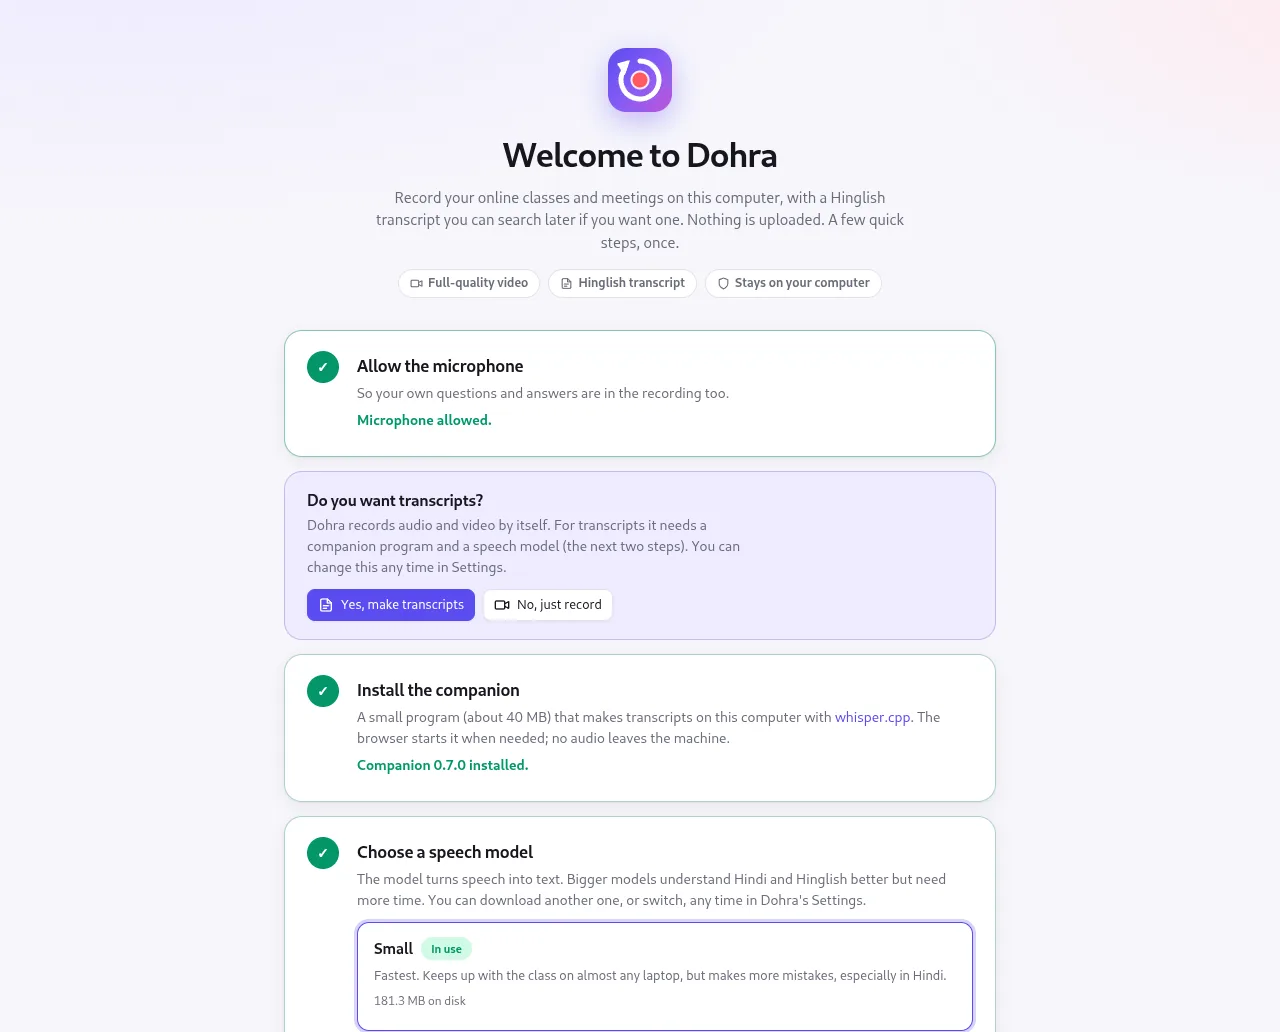 Welcome to Dohra
Record your online classes and meetings on this computer, with a Hinglish
transcript you can search later if you want one. Nothing is uploaded. A few quick
steps, once.
Full-quality video
Hinglish transcript
Stays on your computer
✓ Allow the microphone
So your own questions and answers are in the recording too.
Microphone allowed.
Do you want transcripts?
Dohra records audio and video by itself. For transcripts it needs a
companion program and a speech model (the next two steps). You can
change this any time in Settings.
Yes, make transcripts
No, just record
✓ Install the companion
A small program (about 40 MB) that makes transcripts on this computer with whisper.cpp. The
browser starts it when needed; no audio leaves the machine.
Companion 0.7.0 installed.
✓ Choose a speech model
The model turns speech into text. Bigger models understand Hindi and Hinglish better but need
more time. You can download another one, or switch, any time in Dohra's Settings.
Small In use
Fastest. Keeps up with the class on almost any laptop, but makes more mistakes, especially in Hindi.
181.3 MB on disk